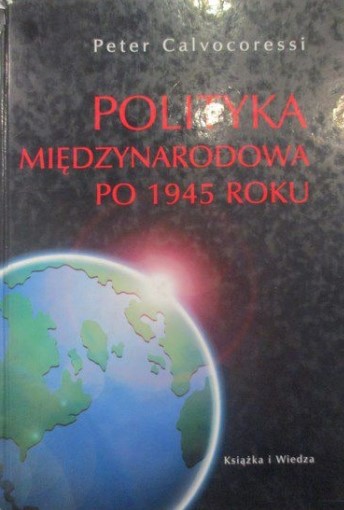 Peter Calvocoressi
POLITYKA
MIĘDZYNARODOWA
PO 1945 ROKU
Książka i Wiedza